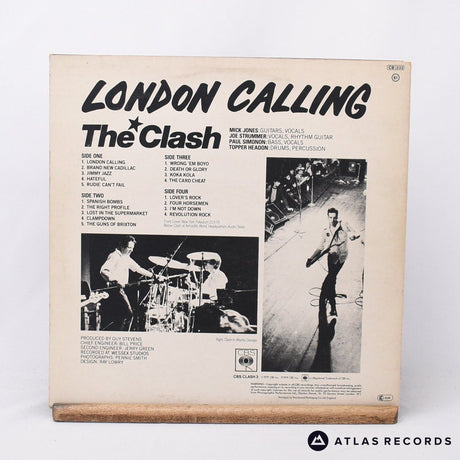 LONDON CALLING
The Clash
MICK JONES: GUITARS, VOCALS
JOE STRUMMER: VOCALS, RHYTHM GUITAR
PAUL SIMONON: BASS, VOCALS
TOPPER HEADON: DRUMS, PERCUSSION
SIDE ONE
1. LONDON CALLING
2. BRAND NEW CADILLAC
3. JIMMY JAZZ
4. HATEFUL
5. RUDIE CAN'T FAIL
SIDE TWO
1. SPANISH BOMBS
2. THE RIGHT PROFILE
3. LOST IN THE SUPERMARKET
4. CLAMPDOWN
5. THE GUNS OF BRIXTON
SIDE THREE
1. WRONG 'EM BOYO
2. DEATH OR GLORY
3. KOKA KOLA
4. THE CARD CHEAT
SIDE FOUR
1. LOVER'S ROCK
2. FOUR HORSEMEN
3. I'M NOT DOWN
4. REVOLUTION ROCK
PRODUCED BY GUY STEVENS
CHIEF ENGINEER: BILL PRICE
SECOND ENGINEER: JERRY GREEN
RECORDED AT WESSEX STUDIOS
PHOTOGRAPHS: PENNIE SMITH
DESIGN: RAY LOWRY
CBS
CBS CLASH 3
ATLAS RECORDS